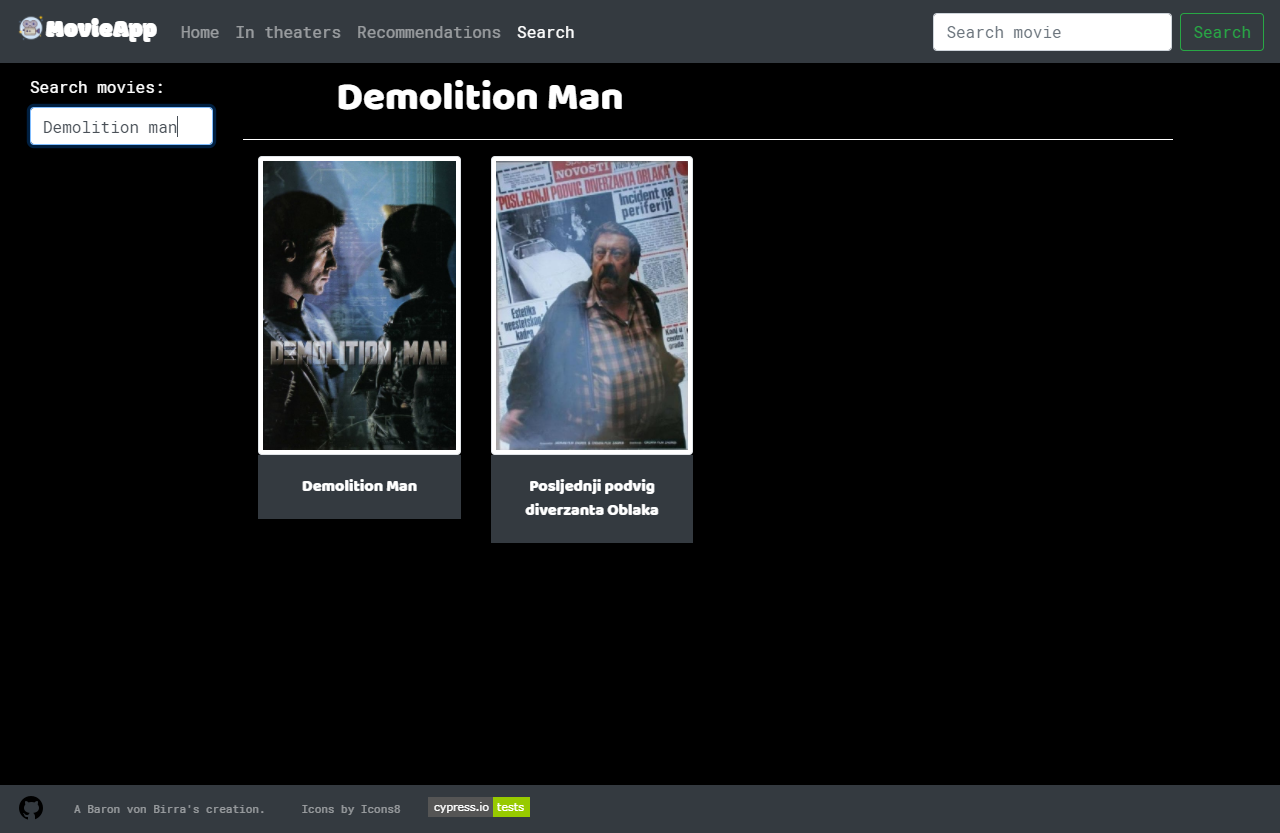 MovieApp
Home
In theaters
Recommendations
Search
Search movie
Search
Search movies:
Demolition man
Demolition Man
DEMOLITION MAN
NOVOSTI
'POSLJEDNJI PODVIG DIVERZANTA OBLAKA'
Incident na
periferiji
Estetika
kadru
Demolition Man
Posljednji podvig
diverzanta Oblaka
A Baron von Birra's creation.
Icons by Icons8
cypress.io tests